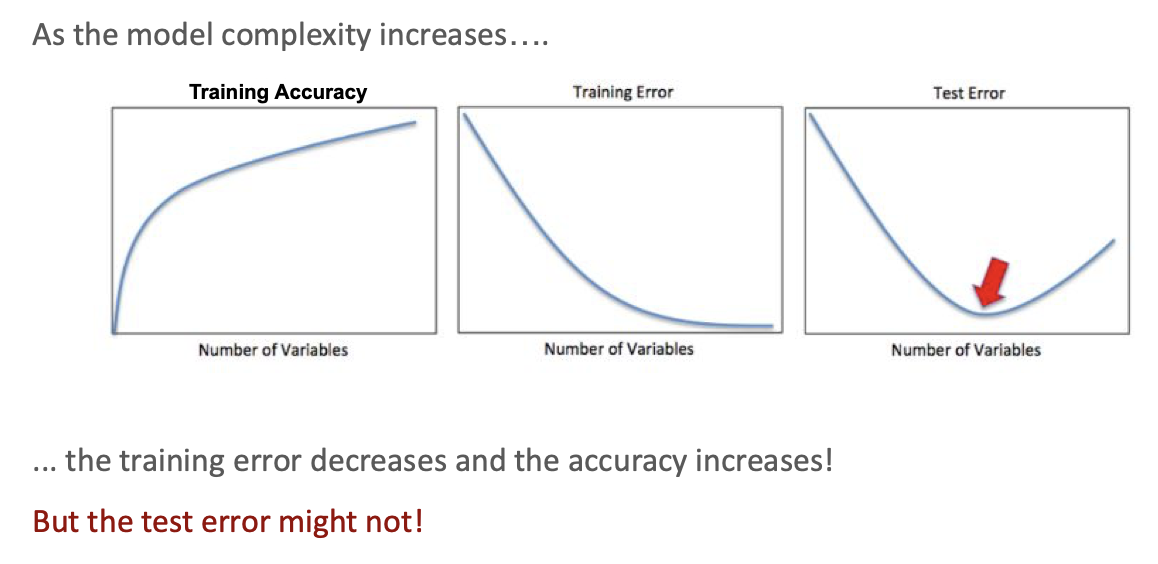 As the model complexity increases....
Training Accuracy
Training Error
Test Error
Number of Variables
Number of Variables
Number of Variables
... the training error decreases and the accuracy increases!
But the test error might not!